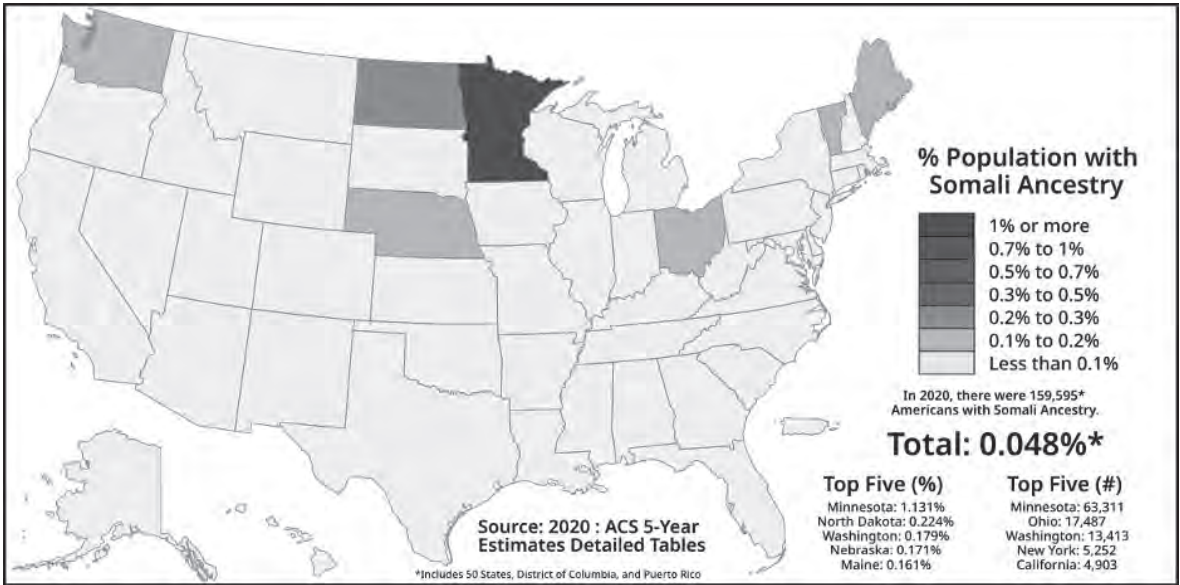 % Population with
Somali Ancestry
1% or more
0.7% to 1%
0.5% to 0.7%
0.3% to 0.5%
0.2% to 0.3%
0.1% to 0.2%
Less than 0.1%
In 2020, there were 159,595*
Americans with Somali Ancestry.
Total: 0.048%*
Top Five (%)
Minnesota: 1.131%
North Dakota: 0.224%
Washington: 0.179%
Nebraska: 0.171%
Maine: 0.161%
Top Five (#)
Minnesota: 63,311
Ohio: 17,487
Washington: 13,413
New York: 5,252
California: 4,903
Source: 2020 : ACS 5-Year
Estimates Detailed Tables
*Includes 50 States, District of Columbia, and Puerto Rico